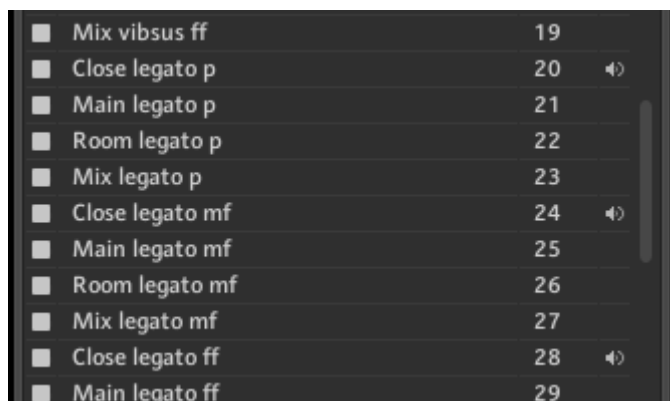 Mix vibsus ff 19
Close legato p 20
Main legato p 21
Room legato p 22
Mix legato p 23
Close legato mf 24
Main legato mf 25
Room legato mf 26
Mix legato mf 27
Close legato ff 28
Main legato ff 29